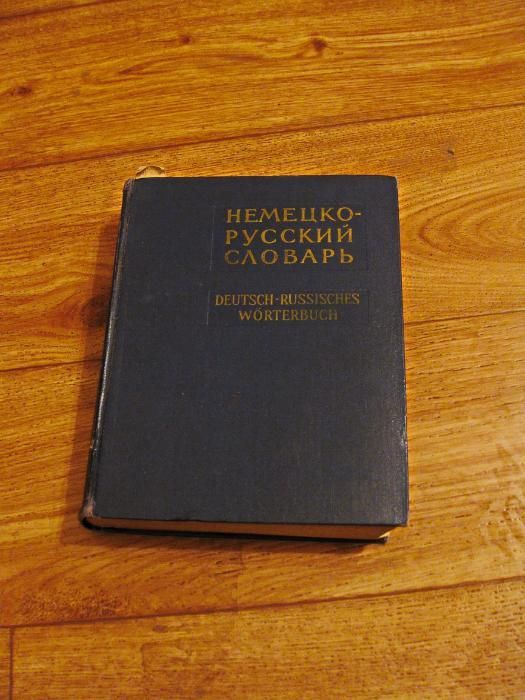 НЕМЕЦКО-
РУССКИЙ
СЛОВАРЬ
DEUTSCH-RUSSISCHES
WÖRTERBUCH